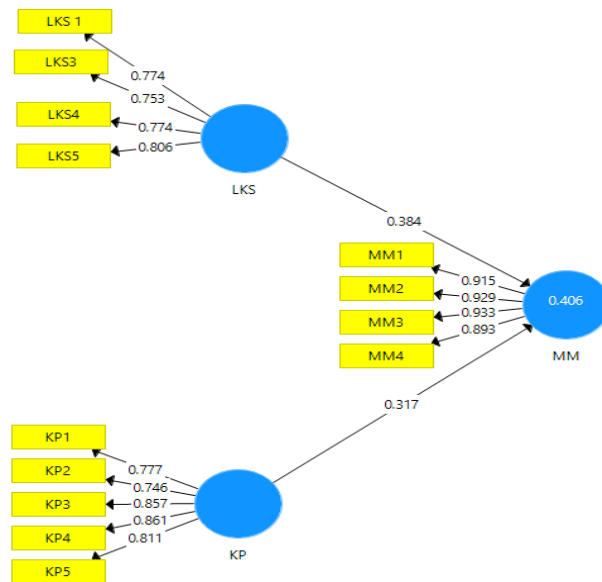 LKS 1
LKS3
LKS4
LKS5
0.774
0.753
0.774
0.806
LKS
0.384
MM1
MM2
MM3
MM4
0.915
0.929
0.933
0.893
0.406
MM
0.317
KP1
KP2
KP3
KP4
KP5
0.777
0.746
0.857
0.861
0.811
KP